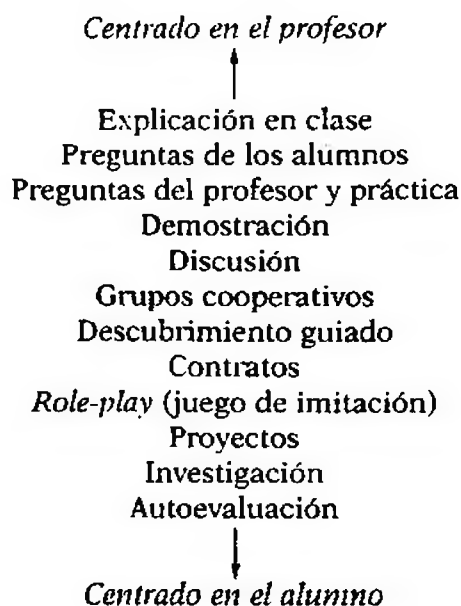 Centrado en el profesor
Explicación en clase
Preguntas de los alumnos
Preguntas del profesor y práctica
Demostración
Discusión
Grupos cooperativos
Descubrimiento guiado
Contratos
Role-play (juego de imitación)
Proyectos
Investigación
Autoevaluación
Centrado en el alumno